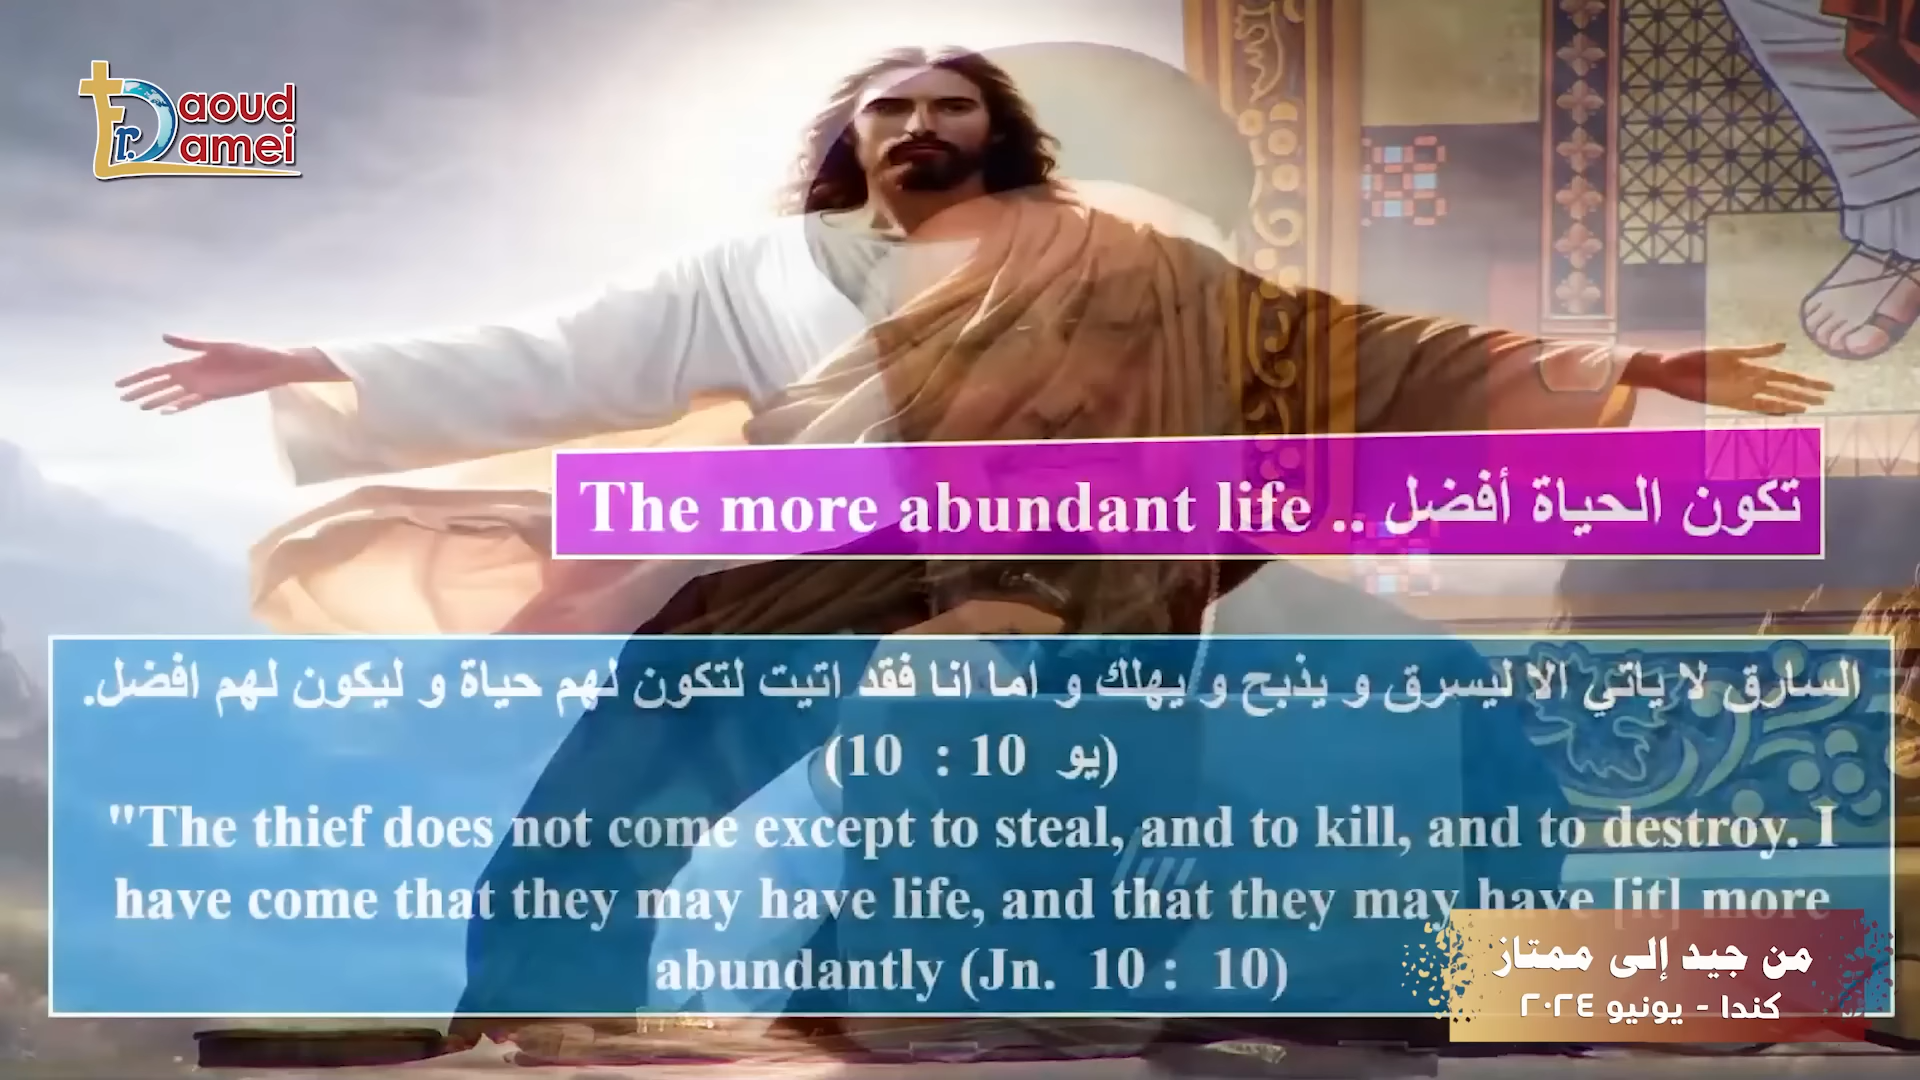 Fr. Daoud
Lamei
The more abundant life .. تكون الحياة أفضل
السارق لا ياتي الا ليسرق و يذبح و يهلك و اما انا فقد اتيت لتكون لهم حياة و ليكون لهم افضل.
(يو 10 : 10)
"The thief does not come except to steal, and to kill, and to destroy. I
have come that they may have life, and that they may have [it] more
abundantly (Jn. 10 : 10)
من جيد إلى ممتاز
كندا - يونيو ٢٠٢٤